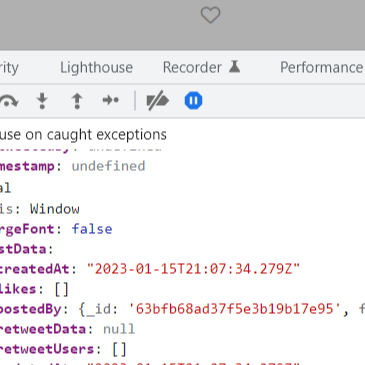 rity Lighthouse Recorder Performance
use on caught exceptions
undefined
mestamp: undefined
al
is: Window
rgeFont: false
stData:
createdAt: "2023-01-15T21:07:34.279Z"
likes: []
postedBy: {_id: '63bfb68ad37f5e3b19b17e95', f
retweetData: null
retweetUsers: []